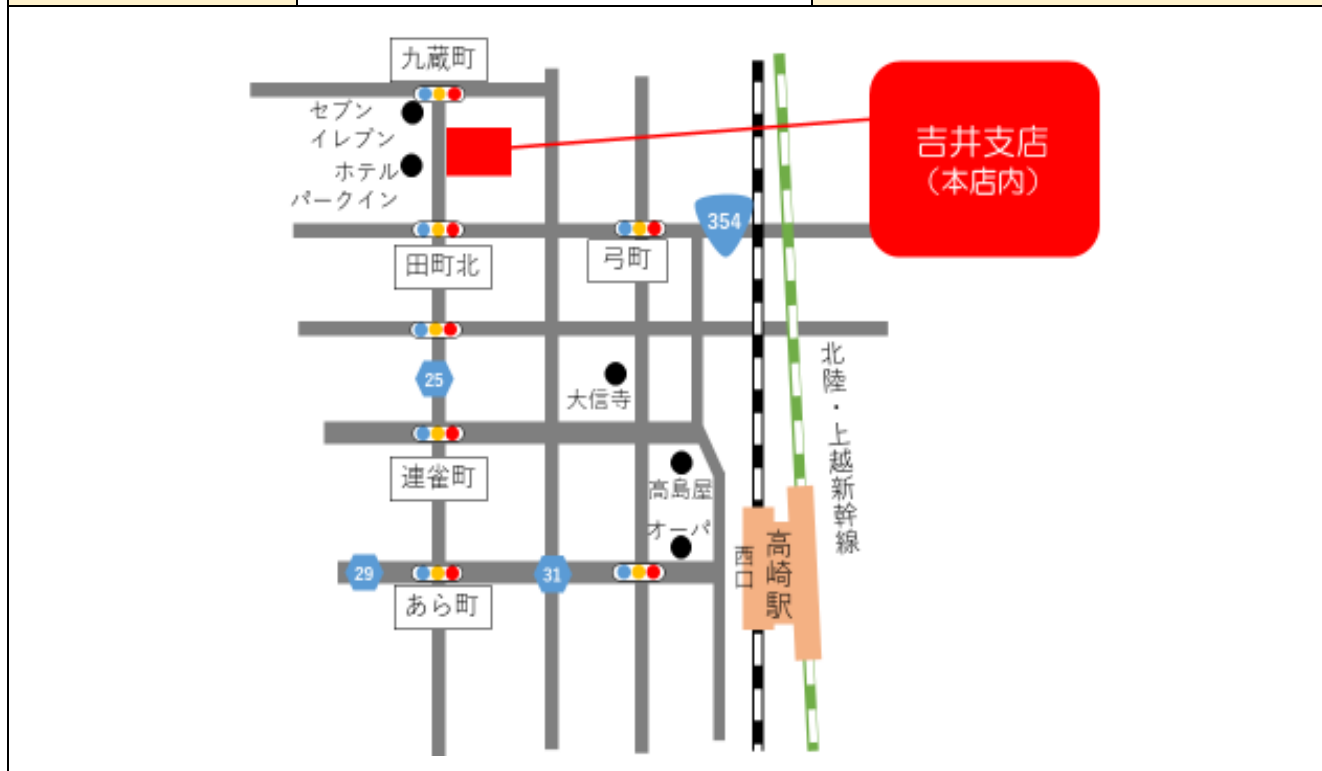 九蔵町
セブン
イレブン
ホテル
パークイン
吉井支店
（本店内）
354
田町北
弓町
25
大信寺
北陸・上越新幹線
連雀町
高島屋
オーパ
西口
高崎駅
29
31
あら町